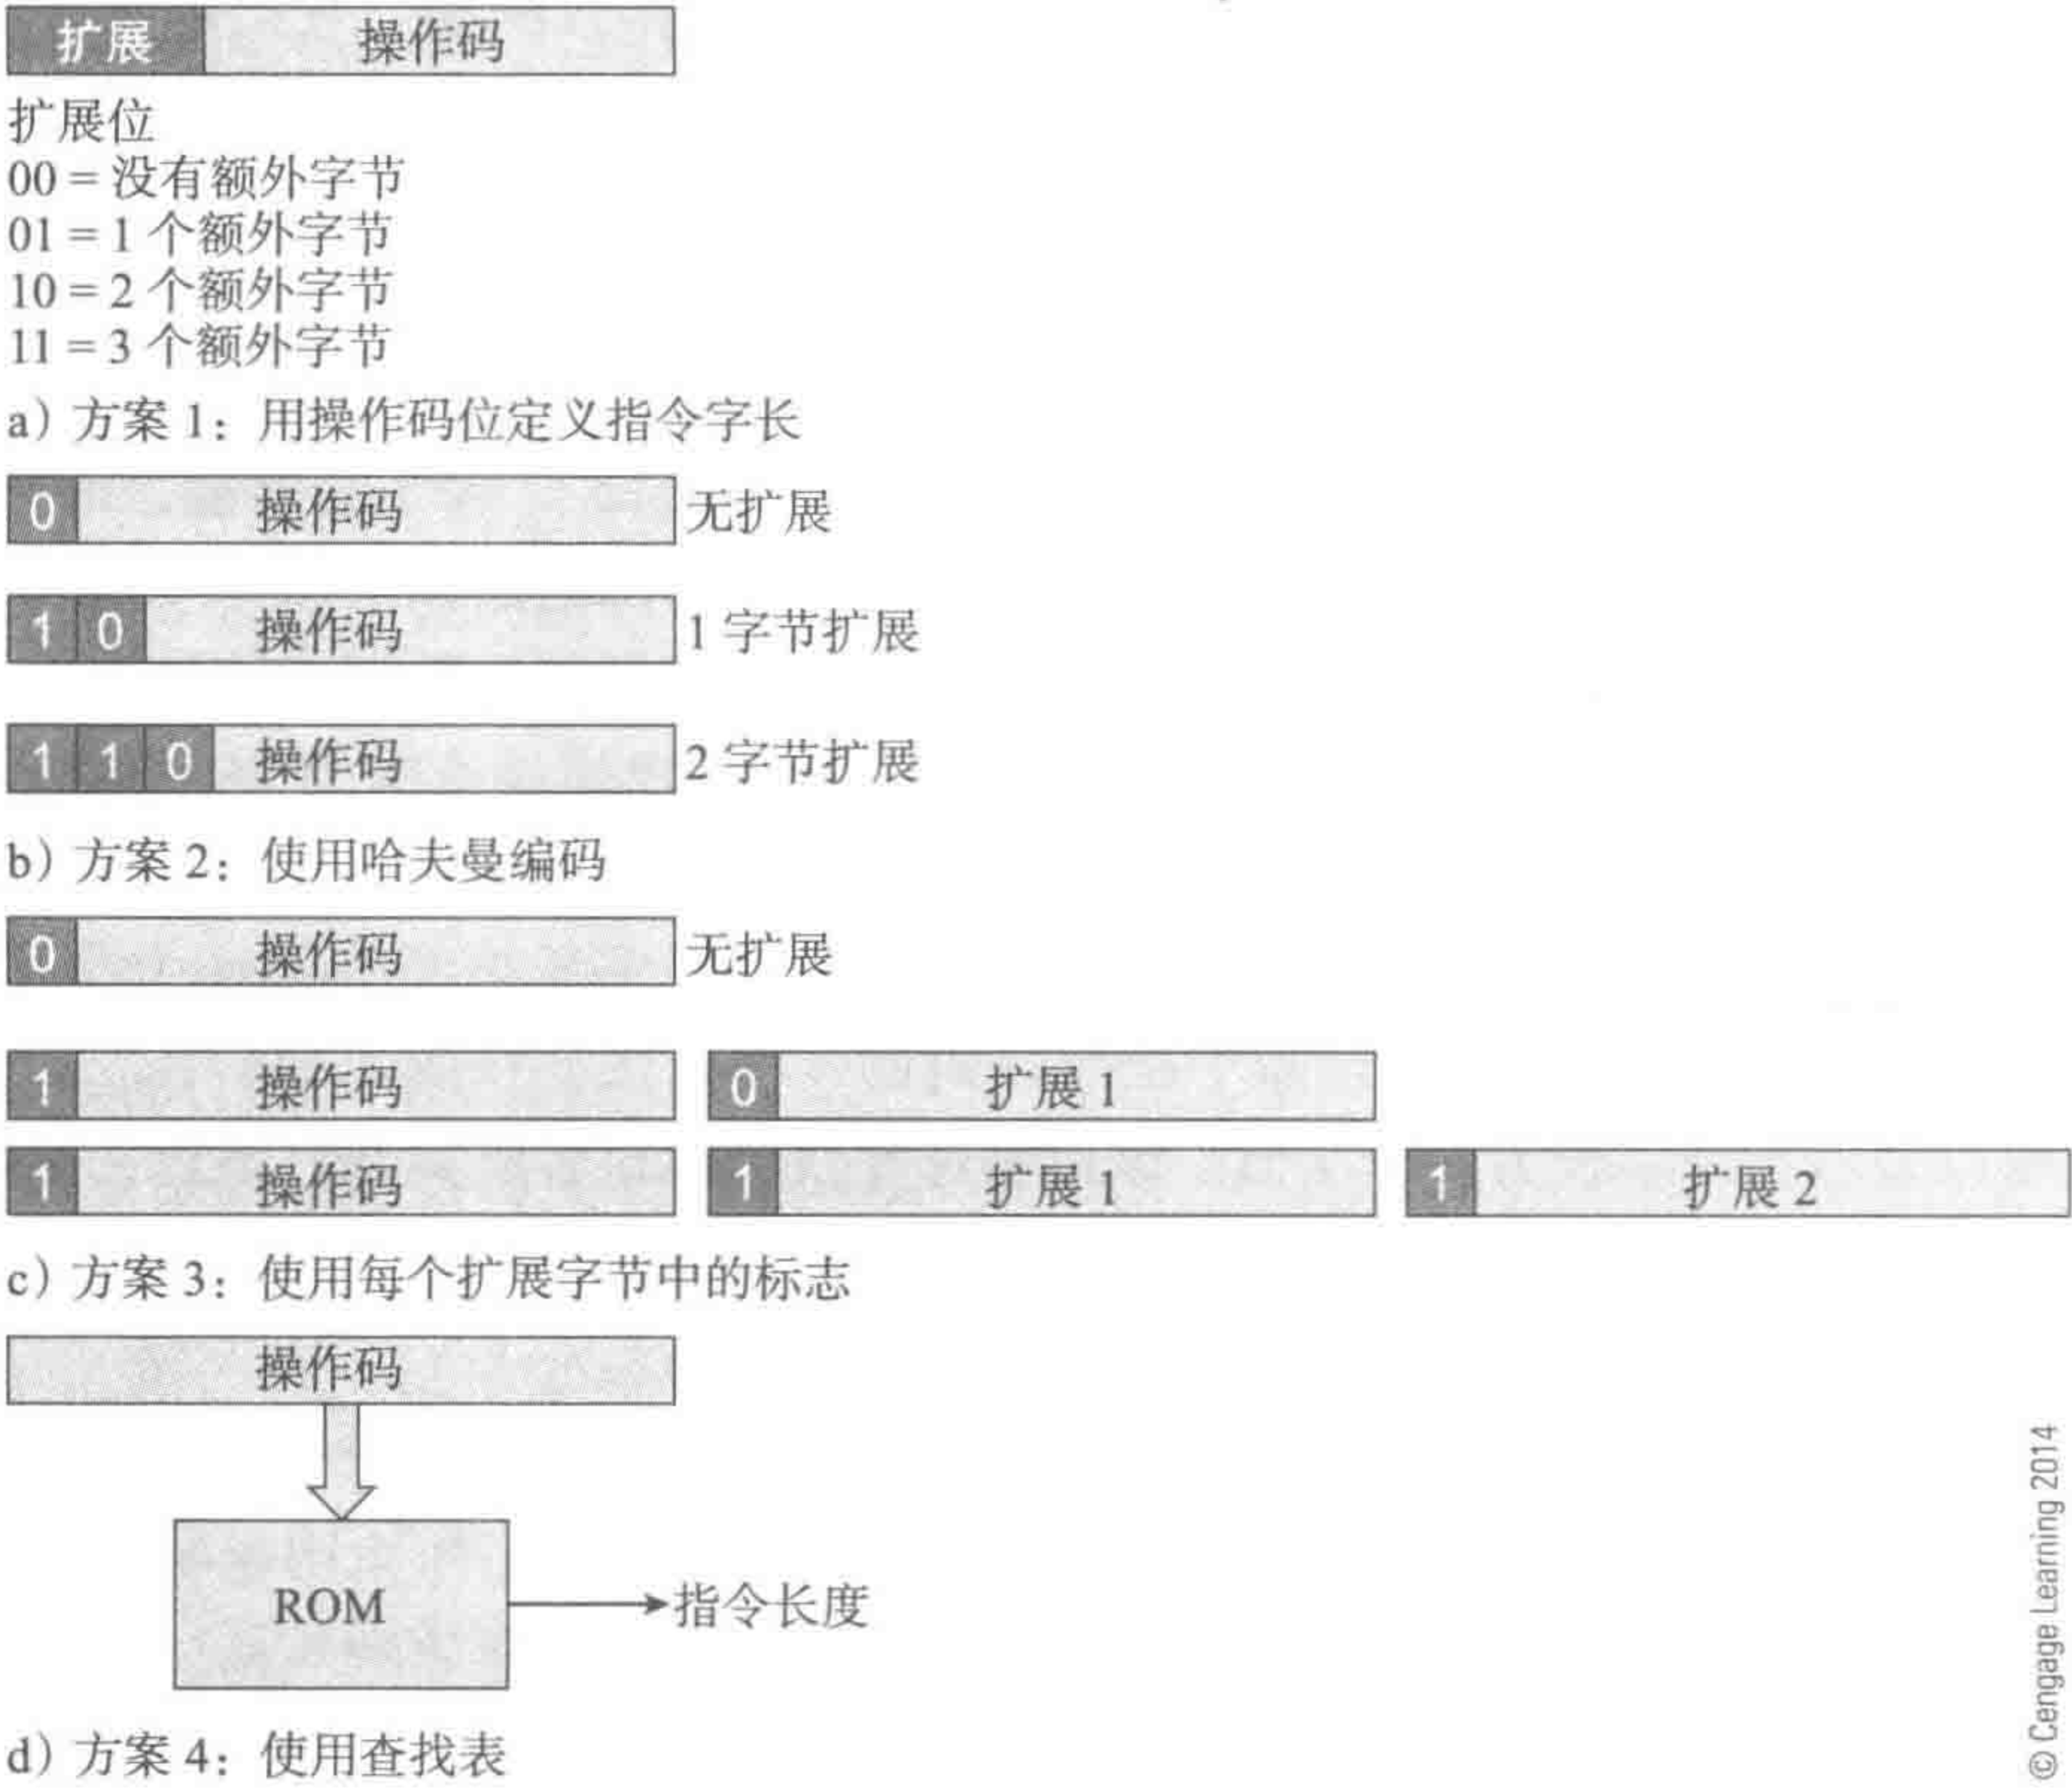 扩展 操作码
扩展位
00 = 没有额外字节
01 = 1 个额外字节
10 = 2 个额外字节
11 = 3 个额外字节
a）方案 1：用操作码位定义指令字长
0 操作码 无扩展
1 0 操作码 1 字节扩展
1 1 0 操作码 2 字节扩展
b）方案 2：使用哈夫曼编码
0 操作码 无扩展
1 操作码 0 扩展 1
1 操作码 1 扩展 1 1 扩展 2
c）方案 3：使用每个扩展字节中的标志
操作码
ROM 指令长度
d）方案 4：使用查找表
© Cengage Learning 2014